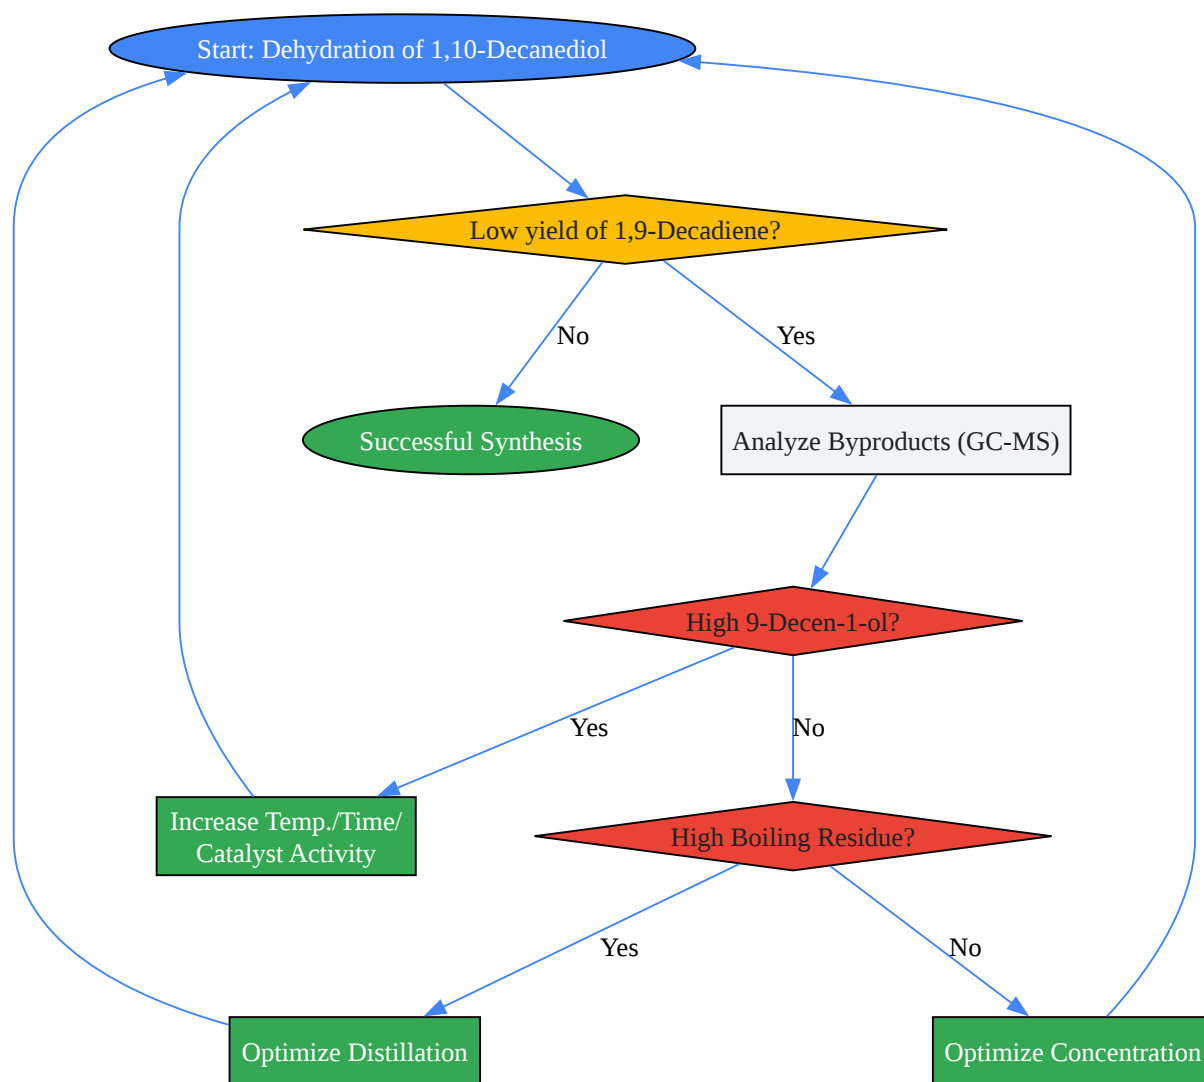 Start: Dehydration of 1,10-Decanediol
Low yield of 1,9-Decadiene?
No
Yes
Successful Synthesis
Analyze Byproducts (GC-MS)
High 9-Decen-1-ol?
Yes
No
Increase Temp./Time/
Catalyst Activity
High Boiling Residue?
Yes
No
Optimize Distillation
Optimize Concentration